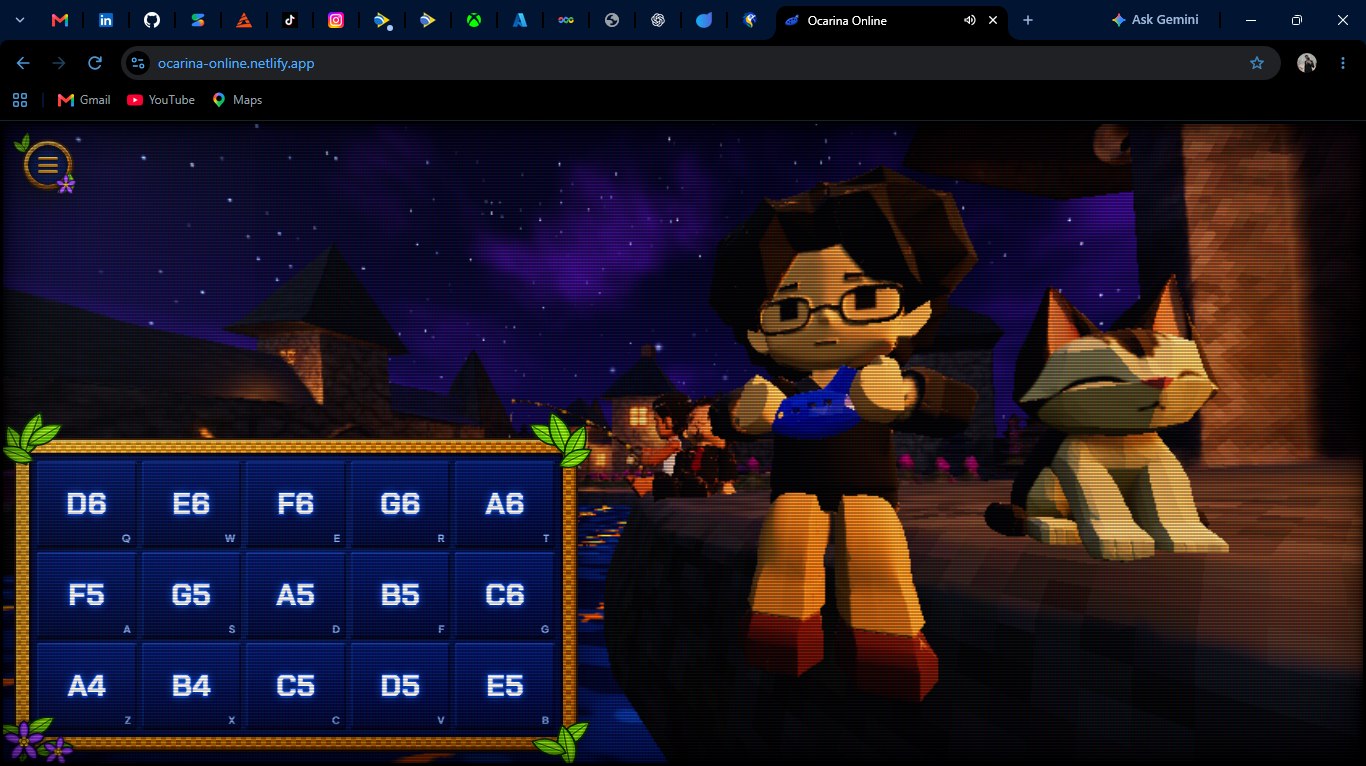 Ocarina Online
Ask Gemini
ocarina-online.netlify.app
Gmail YouTube Maps
D6 E6 F6 G6 A6
Q W E R T
F5 G5 A5 B5 C6
A S D F G
A4 B4 C5 D5 E5
Z X C V B